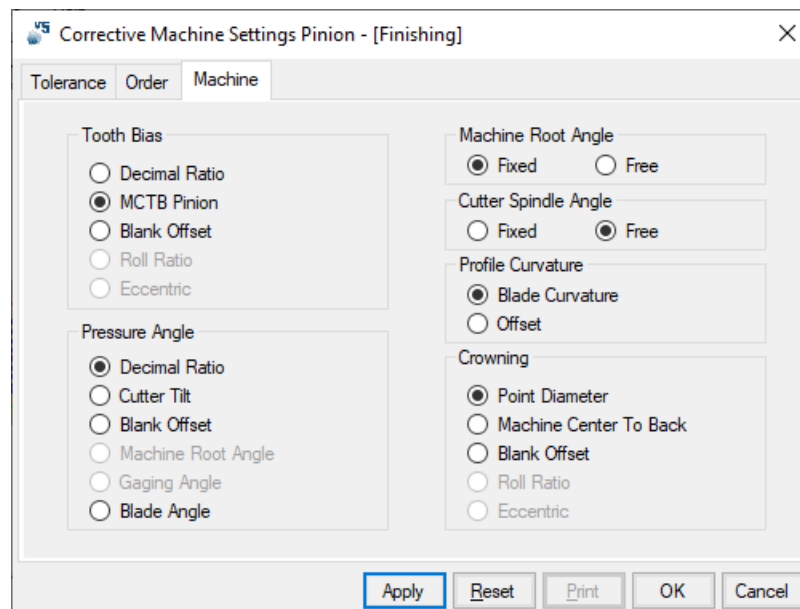 Corrective Machine Settings Pinion - [Finishing]
Tolerance Order Machine
Tooth Bias
Decimal Ratio
MCTB Pinion
Blank Offset
Roll Ratio
Eccentric
Pressure Angle
Decimal Ratio
Cutter Tilt
Blank Offset
Machine Root Angle
Gaging Angle
Blade Angle
Machine Root Angle
Fixed Free
Cutter Spindle Angle
Fixed Free
Profile Curvature
Blade Curvature
Offset
Crowning
Point Diameter
Machine Center To Back
Blank Offset
Roll Ratio
Eccentric
Apply Reset Print OK Cancel